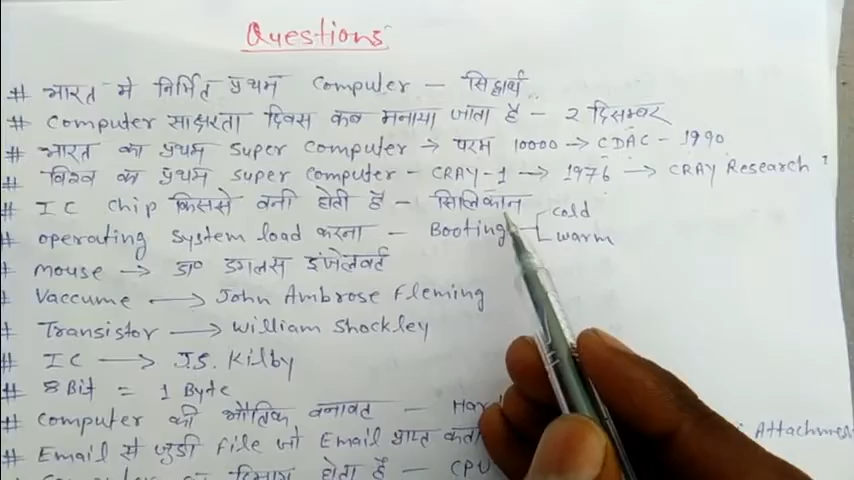 Questions
# भारत मे निर्मित प्रथम Computer – सिद्धार्थ
# Computer साक्षरता दिवस कब मनाया जाता है – 2 दिसम्बर
# भारत का प्रथम Super Computer → परम 10000 → CDAC – 1990
# विश्व का प्रथम Super Computer – CRAY-1 → 1976 → CRAY Research
# IC Chip किससे बनी होती है – सिलिकान
# Operating System load करना – Booting cold
warm
# mouse → डा० डगलस इंजेलबर्ट
# Vaccume → John Ambrose Fleming
# Transistor → William Shockley
# IC → J.S. Kilby
# 8 Bit = 1 Byte
# Computer की भौतिक बनावट –
# Email से जुडी File जो Email प्राप्त कर्ता Attachment
# दिमाग होता है – CPU